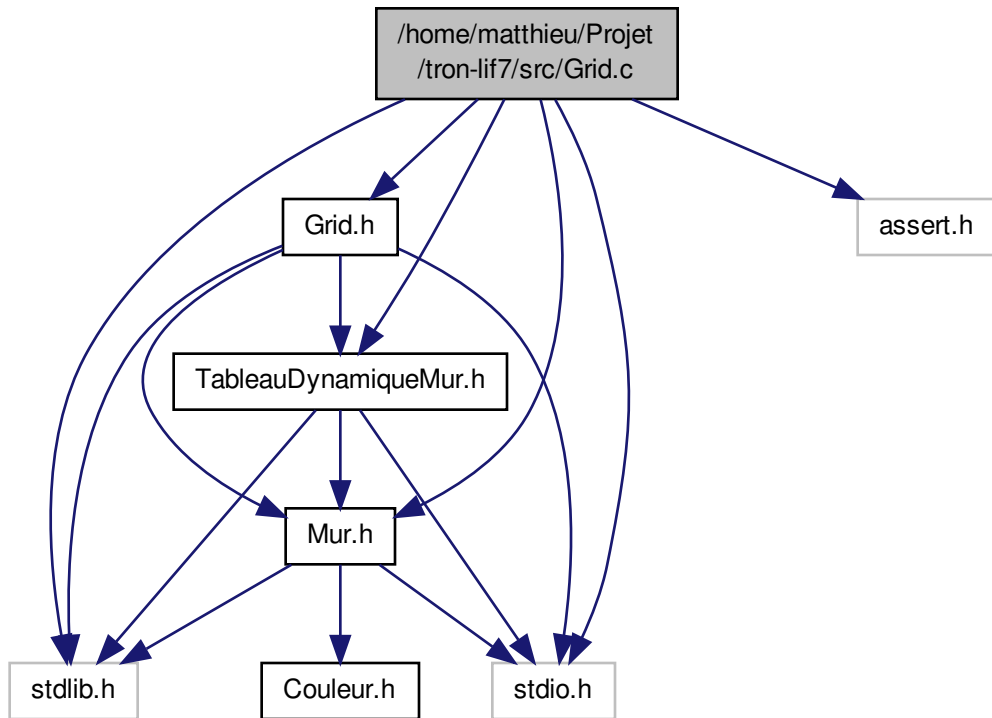 /home/matthieu/Projet
/tron-lif7/src/Grid.c
Grid.h
assert.h
TableauDynamiqueMur.h
Mur.h
stdlib.h
Couleur.h
stdio.h